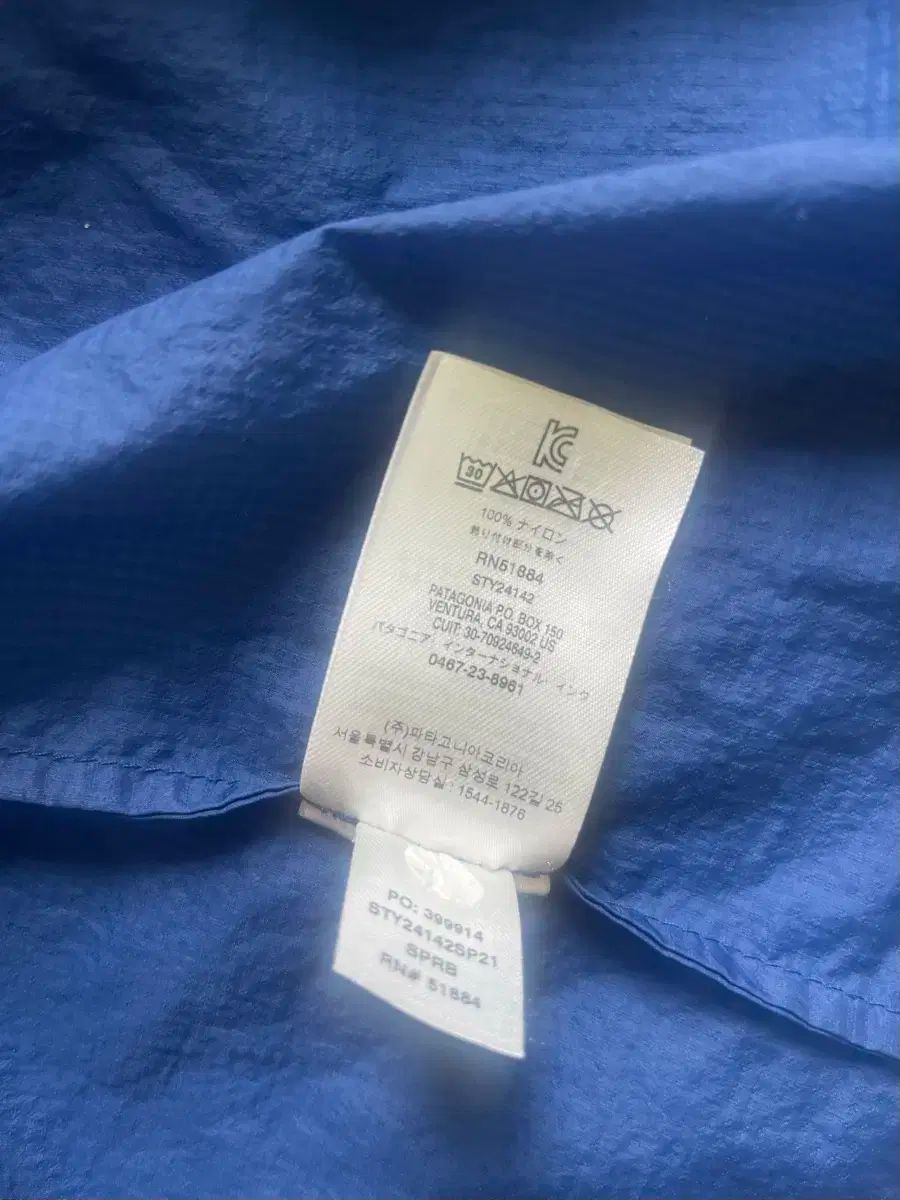 KC
30
100% ナイロン
飾り付け部分を除く
RN51884
STY24142
PATAGONIA P.O. BOX 150
VENTURA, CA 93002 US
CUIT: 30-70924649-2
パタゴニア・インターナショナル・インク
0467-23-8961
(주)파타고니아코리아
서울특별시 강남구 삼성로 122길 25
소비자상담실 : 1544-1876
PO: 399914
STY24142SP21
SPRB
RN# 51884